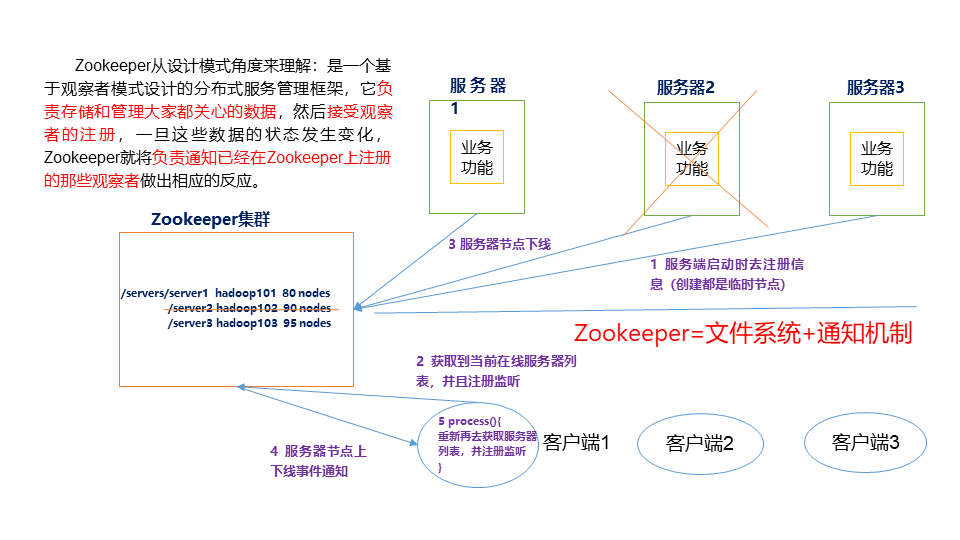 Zookeeper从设计模式角度来理解：是一个基
于观察者模式设计的分布式服务管理框架，它负
责存储和管理大家都关心的数据，然后接受观察
者的注册，一旦这些数据的状态发生变化，
Zookeeper就将负责通知已经在Zookeeper上注册
的那些观察者做出相应的反应。
服务器
1
业务
功能
服务器2
业务
功能
服务器3
业务
功能
Zookeeper集群
/servers/server1 hadoop101 80 nodes
/server2 hadoop102 90 nodes
/server3 hadoop103 95 nodes
3 服务器节点下线
1 服务端启动时去注册信
息（创建都是临时节点）
Zookeeper=文件系统+通知机制
2 获取到当前在线服务器列
表，并且注册监听
4 服务器节点上
下线事件通知
5 process(){
重新再去获取服务器
列表，并注册监听
}
客户端1
客户端2
客户端3